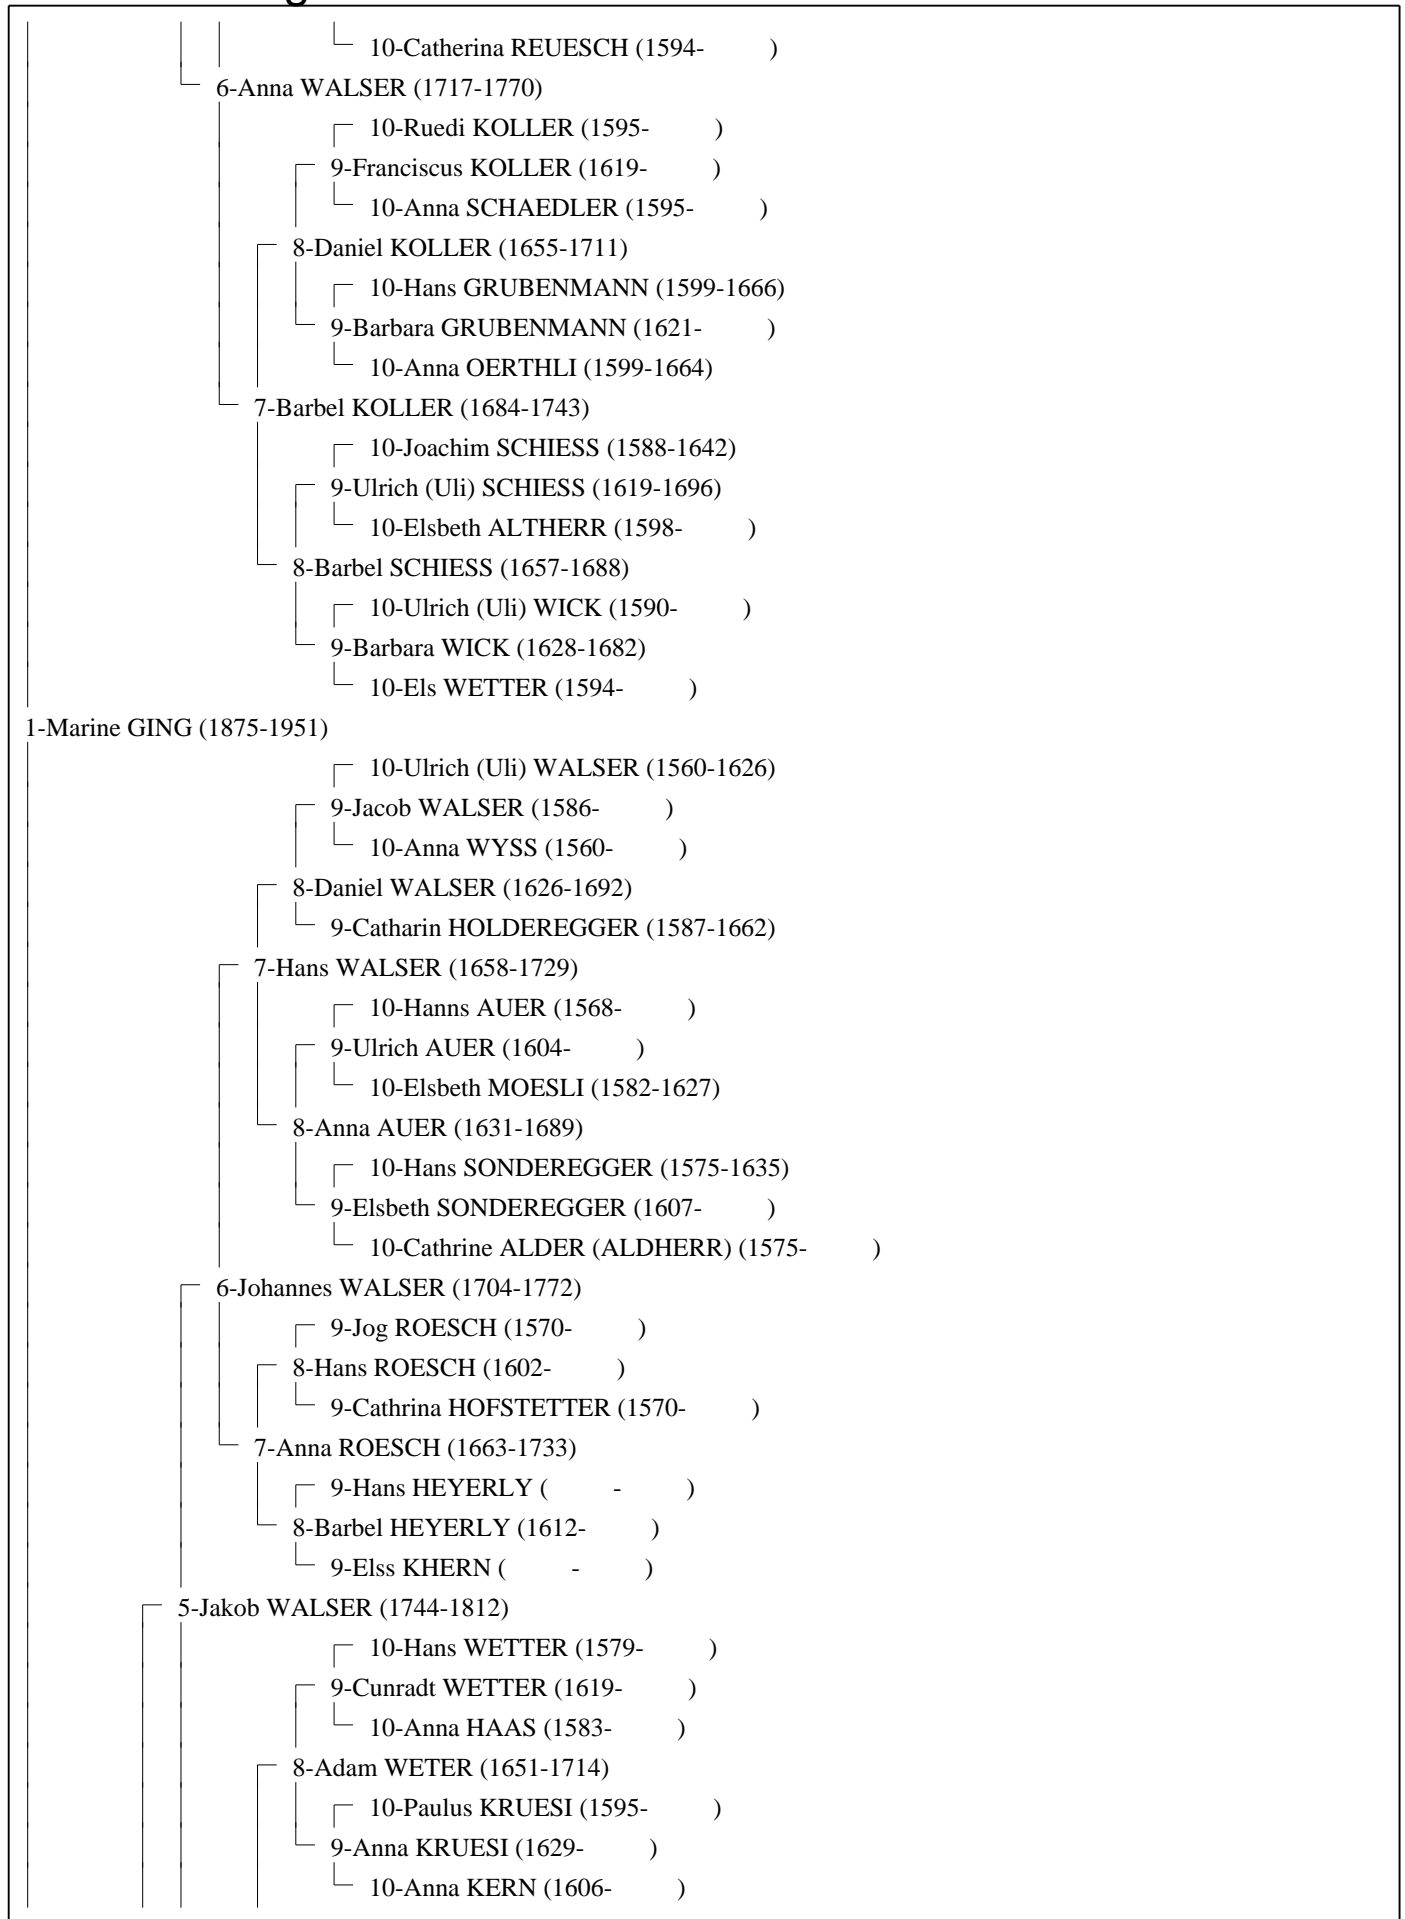 10-Catherina REUESCH (1594- )
6-Anna WALSER (1717-1770)
10-Ruedi KOLLER (1595- )
9-Franciscus KOLLER (1619- )
10-Anna SCHAEDLER (1595- )
8-Daniel KOLLER (1655-1711)
10-Hans GRUBENMANN (1599-1666)
9-Barbara GRUBENMANN (1621- )
10-Anna OERTHLI (1599-1664)
7-Barbel KOLLER (1684-1743)
10-Joachim SCHIESS (1588-1642)
9-Ulrich (Uli) SCHIESS (1619-1696)
10-Elsbeth ALTHERR (1598- )
8-Barbel SCHIESS (1657-1688)
10-Ulrich (Uli) WICK (1590- )
9-Barbara WICK (1628-1682)
10-Els WETTER (1594- )
1-Marine GING (1875-1951)
10-Ulrich (Uli) WALSER (1560-1626)
9-Jacob WALSER (1586- )
10-Anna WYSS (1560- )
8-Daniel WALSER (1626-1692)
9-Catharin HOLDEREGGER (1587-1662)
7-Hans WALSER (1658-1729)
10-Hanns AUER (1568- )
9-Ulrich AUER (1604- )
10-Elsbeth MOESLI (1582-1627)
8-Anna AUER (1631-1689)
10-Hans SONDEREGGER (1575-1635)
9-Elsbeth SONDEREGGER (1607- )
10-Cathrine ALDER (ALDHERR) (1575- )
6-Johannes WALSER (1704-1772)
9-Jog ROESCH (1570- )
8-Hans ROESCH (1602- )
9-Cathrina HOFSTETTER (1570- )
7-Anna ROESCH (1663-1733)
9-Hans HEYERLY ( - )
8-Barbel HEYERLY (1612- )
9-Elss KHERN ( - )
5-Jakob WALSER (1744-1812)
10-Hans WETTER (1579- )
9-Cunradt WETTER (1619- )
10-Anna HAAS (1583- )
8-Adam WETER (1651-1714)
10-Paulus KRUESI (1595- )
9-Anna KRUESI (1629- )
10-Anna KERN (1606- )